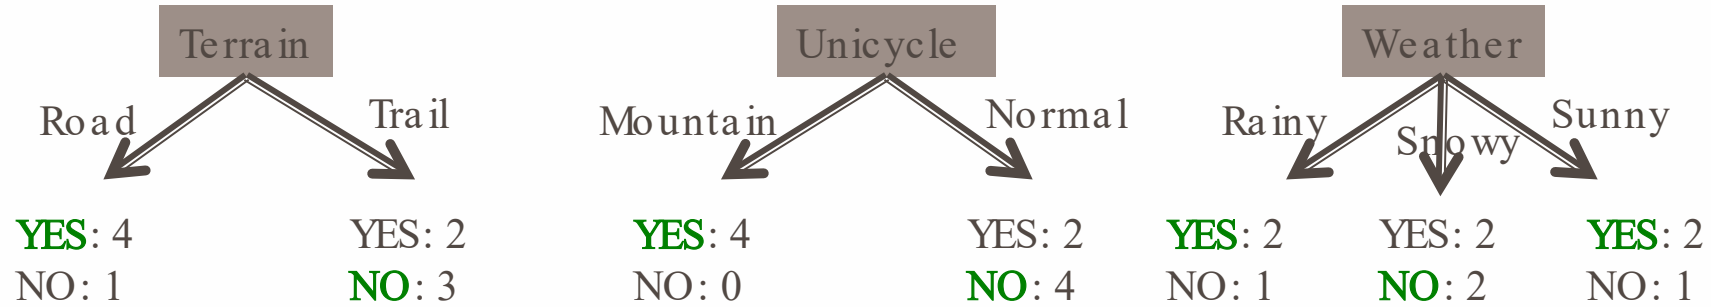 Terrain
Unicycle
Weather
Road
Trail
Mountain
Normal
Rainy
Snowy
Sunny
YES: 4
YES: 2
YES: 4
YES: 2
YES: 2
YES: 2
YES: 2
NO: 1
NO: 3
NO: 0
NO: 4
NO: 1
NO: 2
NO: 1